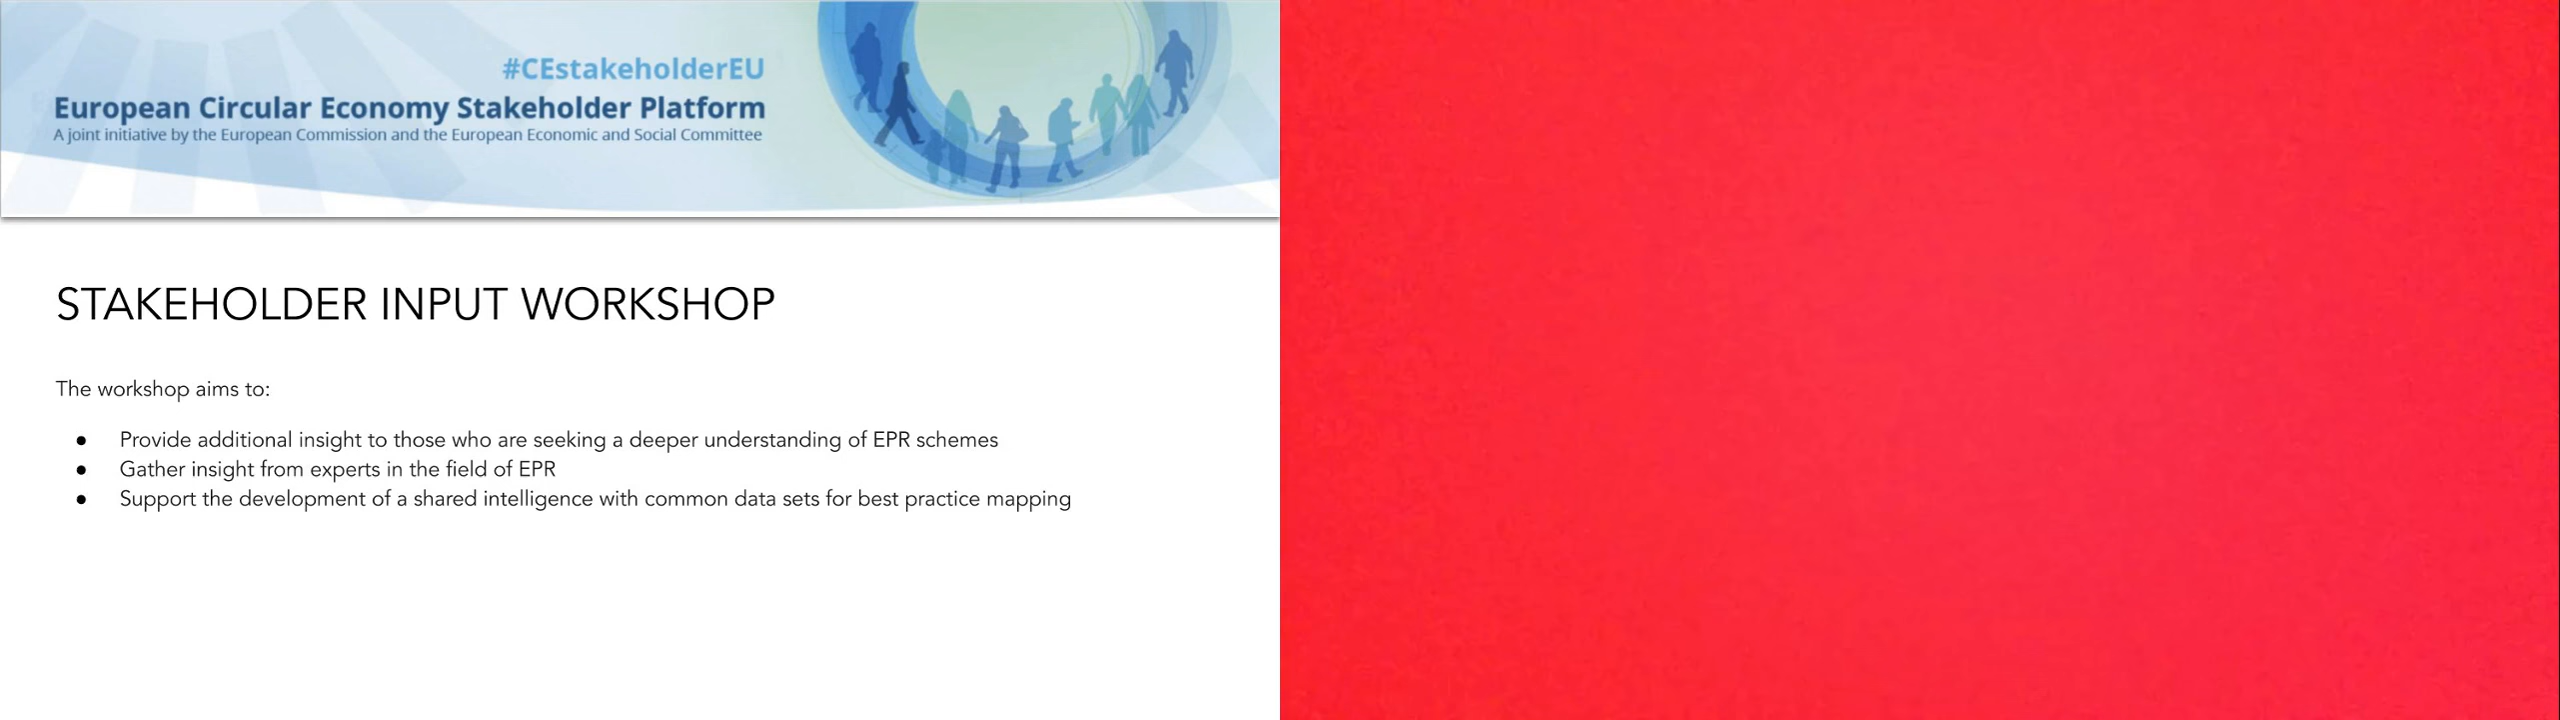 #CEstakeholderEU
European Circular Economy Stakeholder Platform
A joint initiative by the European Commission and the European Economic and Social Committee
STAKEHOLDER INPUT WORKSHOP
The workshop aims to:
● Provide additional insight to those who are seeking a deeper understanding of EPR schemes
● Gather insight from experts in the field of EPR
● Support the development of a shared intelligence with common data sets for best practice mapping